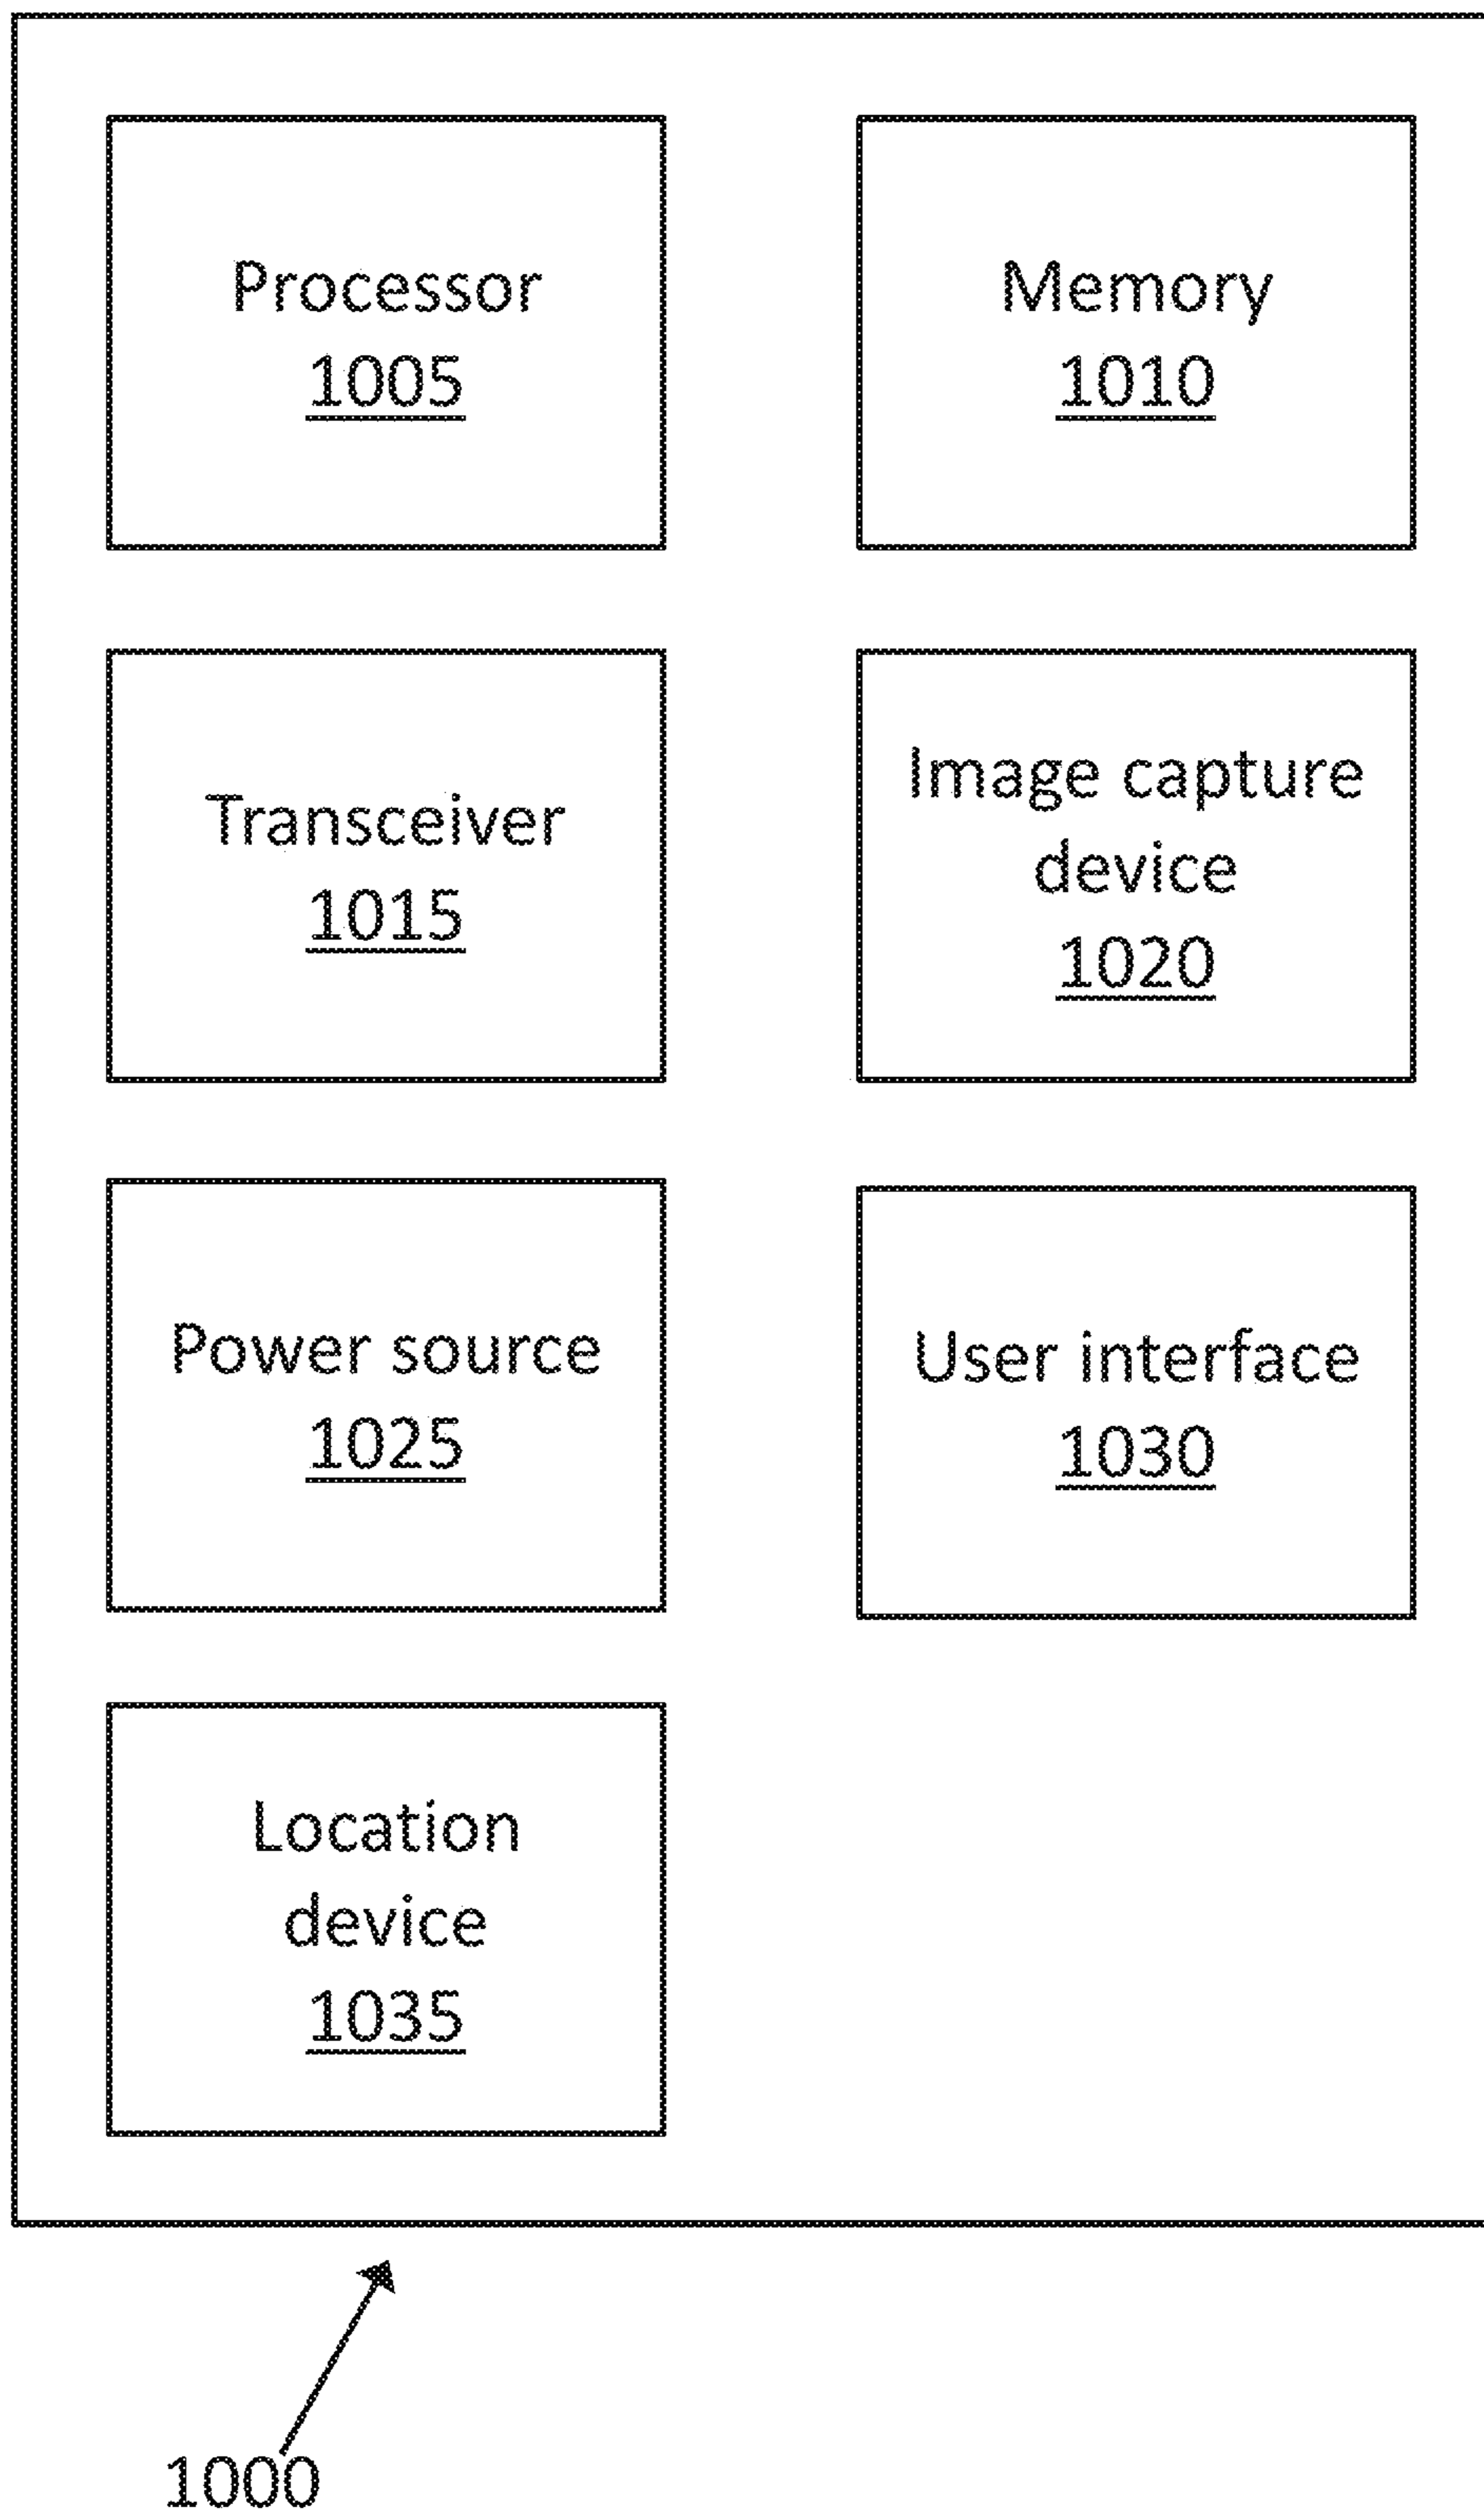 Processor
1005
Memory
1010
Transceiver
1015
Image capture
device
1020
Power source
1025
User interface
1030
Location
device
1035
1000